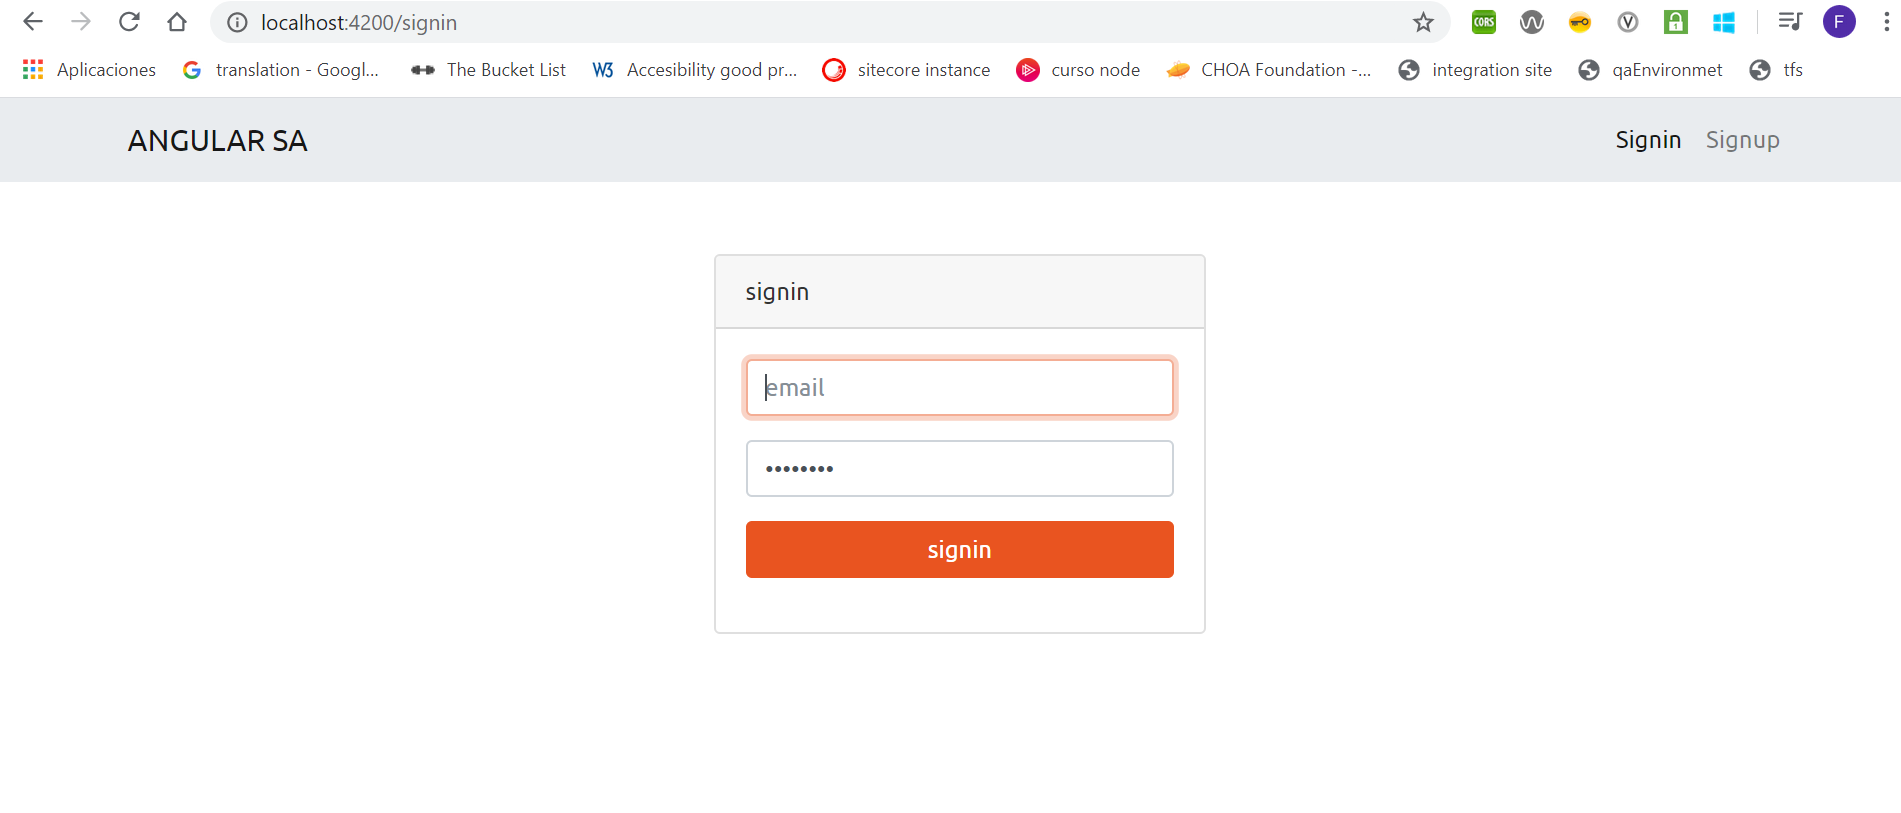 localhost:4200/signin
CORS
F
Aplicaciones
translation - Googl...
The Bucket List
W3
Accesibility good pr...
sitecore instance
curso node
CHOA Foundation -...
integration site
qaEnvironmet
tfs
ANGULAR SA
Signin
Signup
signin
email
••••••••
signin